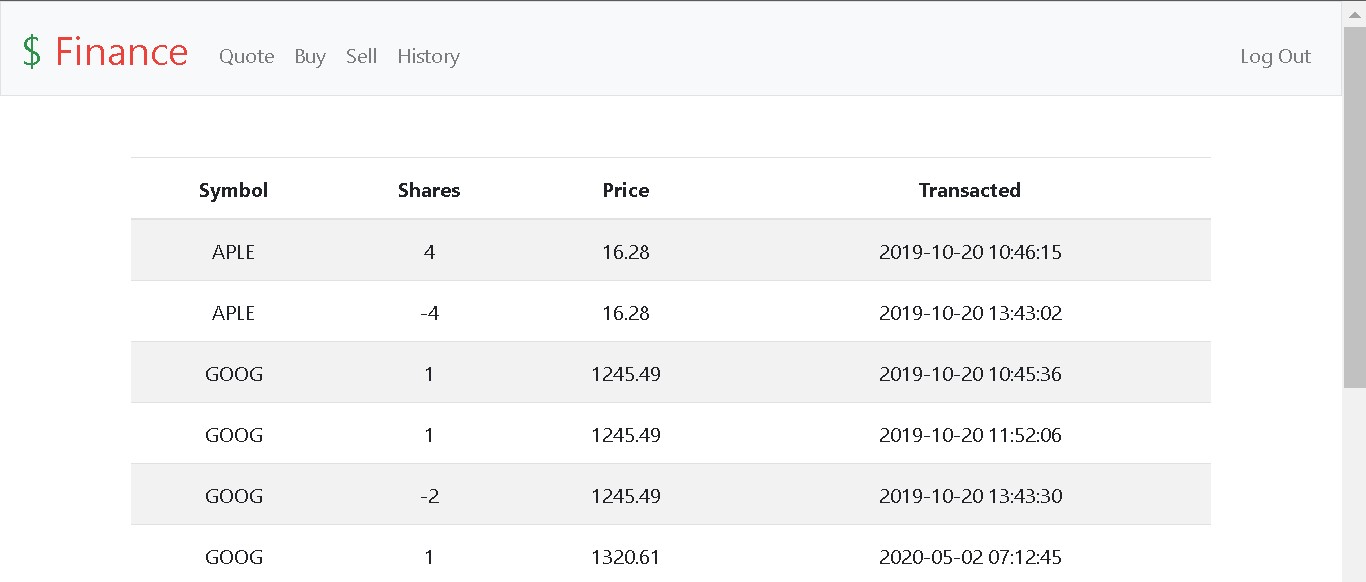 $ Finance Quote Buy Sell History Log Out
Symbol Shares Price Transacted
APLE 4 16.28 2019-10-20 10:46:15
APLE -4 16.28 2019-10-20 13:43:02
GOOG 1 1245.49 2019-10-20 10:45:36
GOOG 1 1245.49 2019-10-20 11:52:06
GOOG -2 1245.49 2019-10-20 13:43:30
GOOG 1 1320.61 2020-05-02 07:12:45